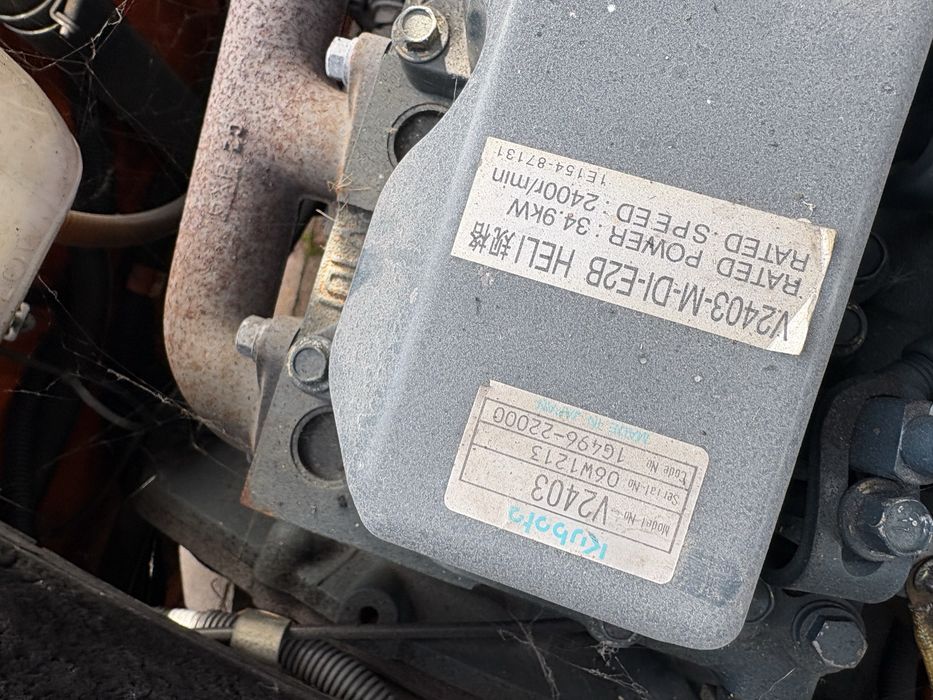 Kubota
Model-No V2403
Serial-No 06W1213
Code No 1G496-22000
MADE IN JAPAN
V2403-M-DI-E2B HELI规格
RATED POWER : 34.9kW
RATED SPEED : 2400r/min
1E154-87131